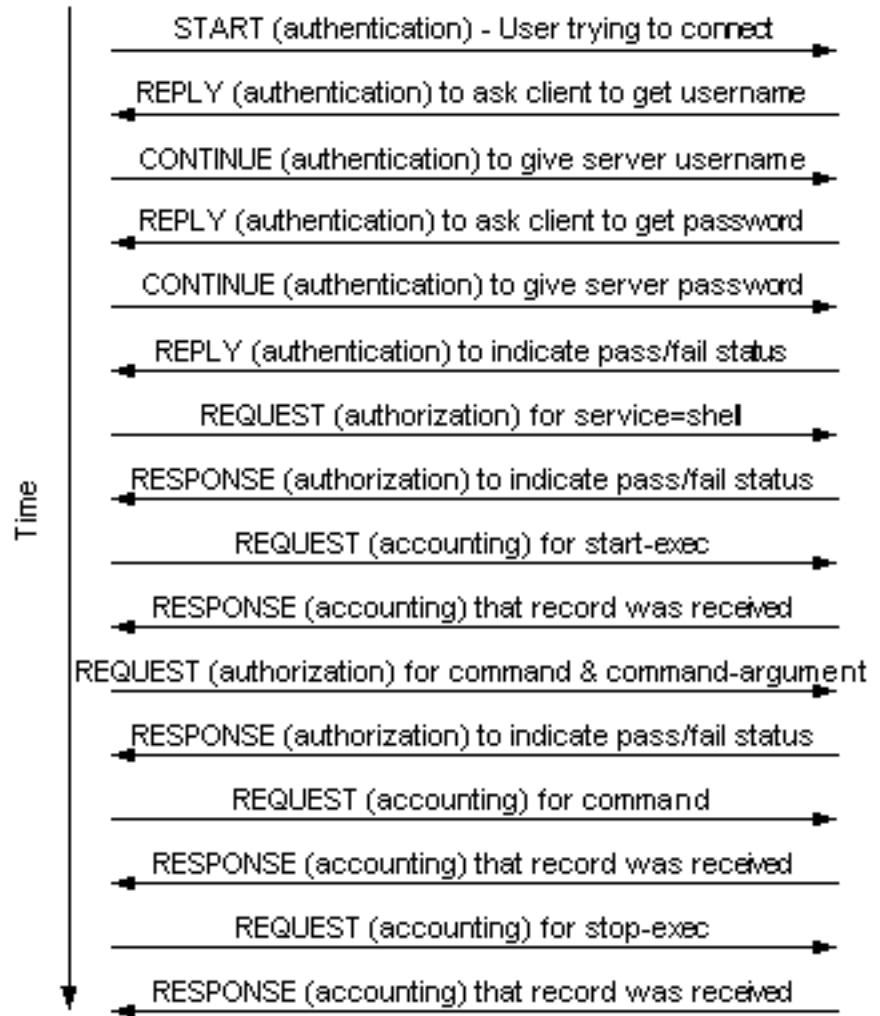 START (authentication) - User trying to connect
REPLY (authentication) to ask client to get username
CONTINUE (authentication) to give server username
REPLY (authentication) to ask client to get password
CONTINUE (authentication) to give server password
REPLY (authentication) to indicate pass/fail status
REQUEST (authorization) for service=shell
RESPONSE (authorization) to indicate pass/fail status
Time
REQUEST (accounting) for start-exec
RESPONSE (accounting) that record was received
REQUEST (authorization) for command & command-argument
RESPONSE (authorization) to indicate pass/fail status
REQUEST (accounting) for command
RESPONSE (accounting) that record was received
REQUEST (accounting) for stop-exec
RESPONSE (accounting) that record was received